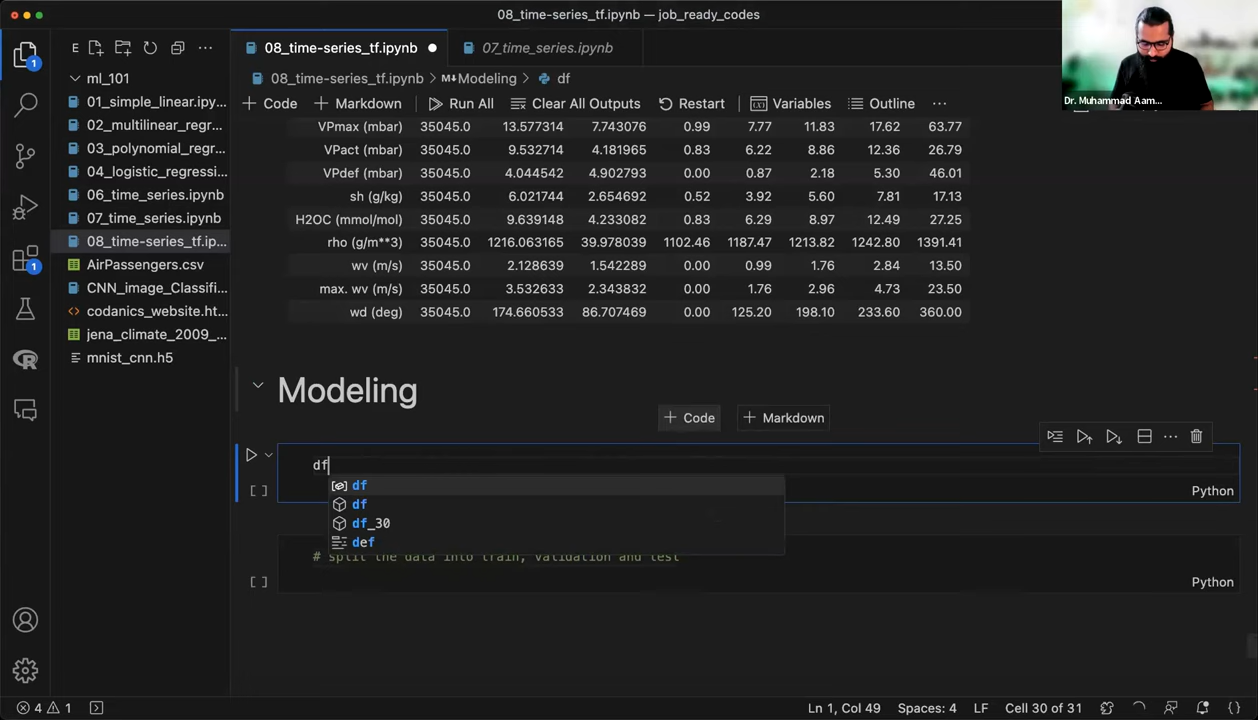 08_time-series_tf.ipynb — job_ready_codes
Dr. Muhammad Aam...
1
E
ml_101
01_simple_linear.ipy...
02_multilinear_regr...
03_polynomial_regr...
04_logistic_regressi...
06_time_series.ipynb
07_time_series.ipynb
08_time-series_tf.ip...
AirPassengers.csv
CNN_image_Classifi...
codanics_website.ht...
jena_climate_2009_...
mnist_cnn.h5
1
08_time-series_tf.ipynb
07_time_series.ipynb
08_time-series_tf.ipynb > M↓Modeling > df
+ Code + Markdown Run All Clear All Outputs Restart Variables Outline ...
VPmax (mbar) 35045.0 13.577314 7.743076 0.99 7.77 11.83 17.62 63.77
VPact (mbar) 35045.0 9.532714 4.181965 0.83 6.22 8.86 12.36 26.79
VPdef (mbar) 35045.0 4.044542 4.902793 0.00 0.87 2.18 5.30 46.01
sh (g/kg) 35045.0 6.021744 2.654692 0.52 3.92 5.60 7.81 17.13
H2OC (mmol/mol) 35045.0 9.639148 4.233082 0.83 6.29 8.97 12.49 27.25
rho (g/m**3) 35045.0 1216.063165 39.978039 1102.46 1187.47 1213.82 1242.80 1391.41
wv (m/s) 35045.0 2.128639 1.542289 0.00 0.99 1.76 2.84 13.50
max. wv (m/s) 35045.0 3.532633 2.343832 0.00 1.76 2.96 4.73 23.50
wd (deg) 35045.0 174.660533 86.707469 0.00 125.20 198.10 233.60 360.00
Modeling
+ Code + Markdown
df
[ ]
Python
df
df
df_30
def
# split the data into train, validation and test
[ ]
Python
4 1 Ln 1, Col 49 Spaces: 4 LF Cell 30 of 31